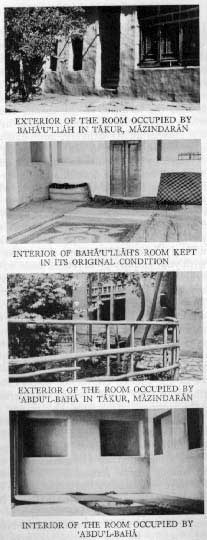 EXTERIOR OF THE ROOM OCCUPIED BY
BAHÁ'U'LLÁH IN TÁKUR, MÁZINDARÁN
INTERIOR OF BAHÁ'U'LLÁH'S ROOM KEPT
IN ITS ORIGINAL CONDITION
EXTERIOR OF THE ROOM OCCUPIED BY
'ABDU'L-BAHÁ IN TÁKUR, MÁZINDARÁN
INTERIOR OF THE ROOM OCCUPIED BY
'ABDU'L-BAHÁ